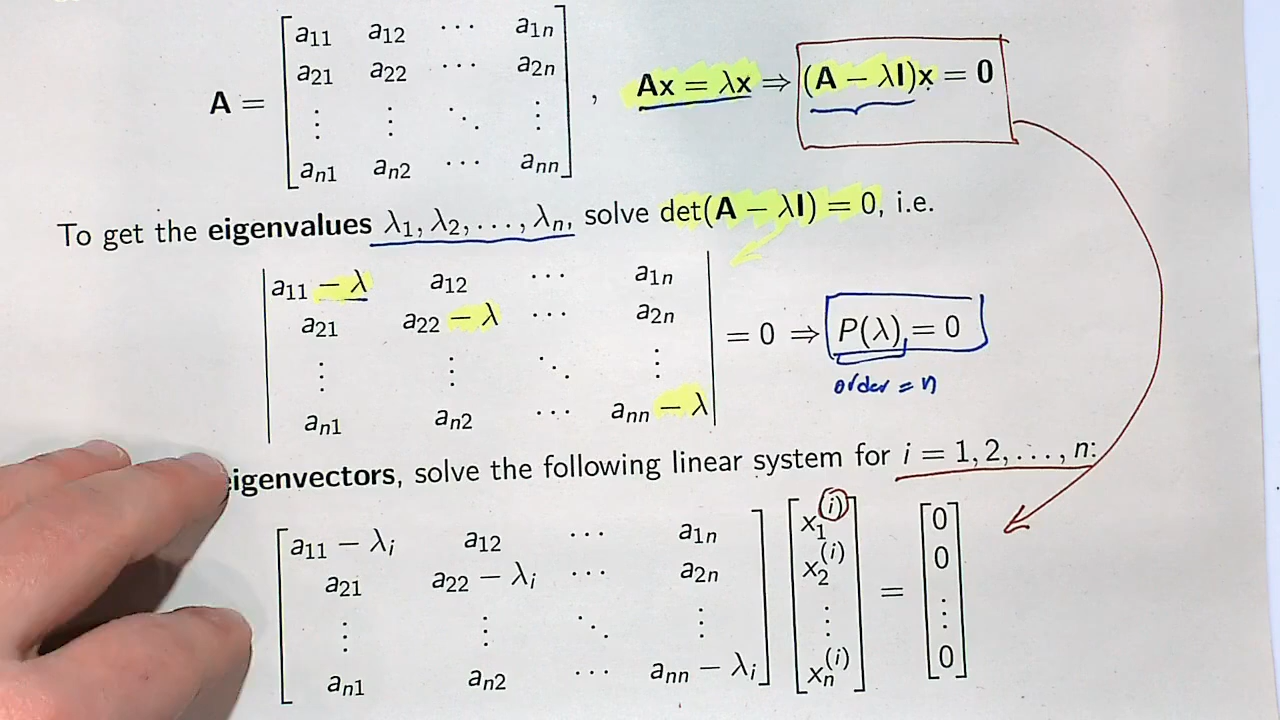 A = [ a11 a12 ⋯ a1n
a21 a22 ⋯ a2n
⋮ ⋮ ⋱ ⋮
an1 an2 ⋯ ann ] , Ax = λx ⇒ (A − λI)x = 0
To get the eigenvalues λ1, λ2, …, λn, solve det(A − λI) = 0, i.e.
| a11 − λ a12 ⋯ a1n
a21 a22 − λ ⋯ a2n
⋮ ⋮ ⋱ ⋮
an1 an2 ⋯ ann − λ | = 0 ⇒ P(λ) = 0
order = n
eigenvectors, solve the following linear system for i = 1, 2, …, n:
[ a11 − λi a12 ⋯ a1n ] [ x1(i) ] [ 0 ]
a21 a22 − λi ⋯ a2n x2(i) = 0
⋮ ⋮ ⋱ ⋮ ⋮ ⋮
an1 an2 ⋯ ann − λi xn(i) 0